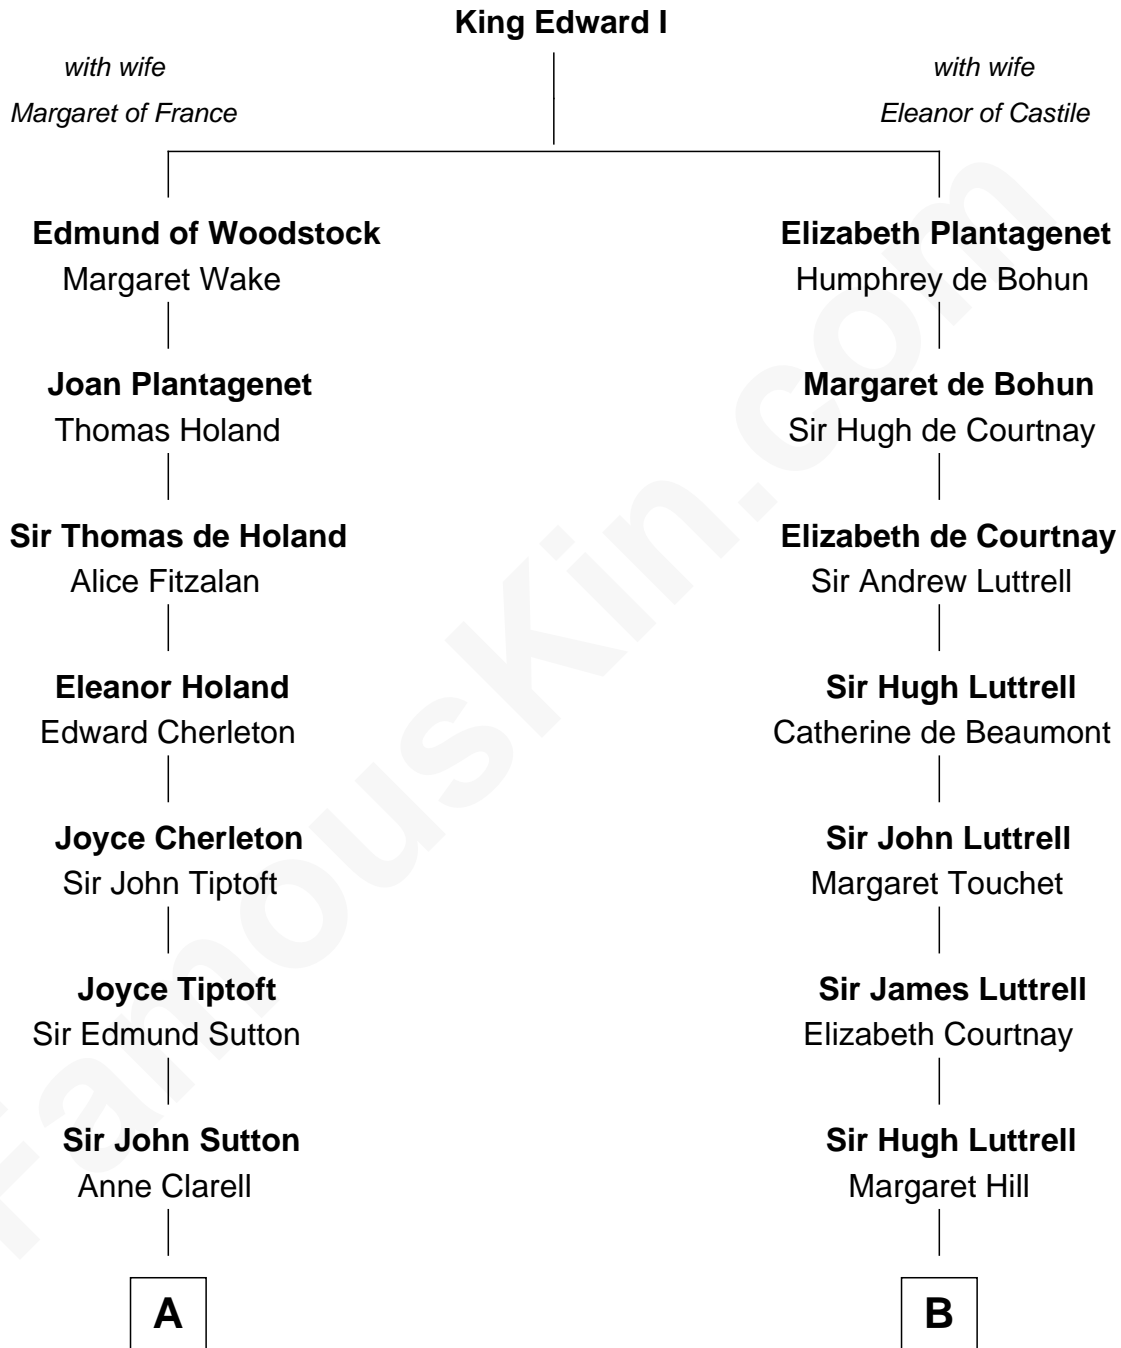 King Edward I
with wife
Margaret of France
with wife
Eleanor of Castile
Edmund of Woodstock
Margaret Wake
Elizabeth Plantagenet
Humphrey de Bohun
Joan Plantagenet
Thomas Holand
Margaret de Bohun
Sir Hugh de Courtnay
Sir Thomas de Holand
Alice Fitzalan
Elizabeth de Courtnay
Sir Andrew Luttrell
Eleanor Holand
Edward Cherleton
Sir Hugh Luttrell
Catherine de Beaumont
Joyce Cherleton
Sir John Tiptoft
Sir John Luttrell
Margaret Touchet
Joyce Tiptoft
Sir Edmund Sutton
Sir James Luttrell
Elizabeth Courtnay
Sir John Sutton
Anne Clarell
Sir Hugh Luttrell
Margaret Hill
A
B
FamousKin.com